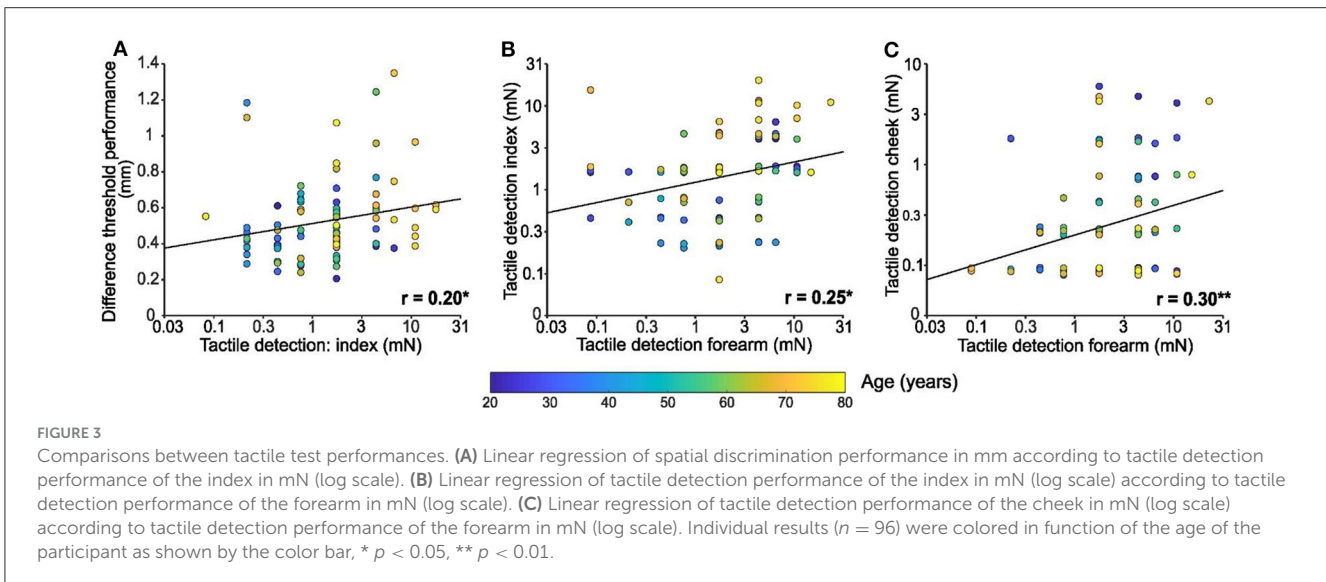 A
Difference threshold performance
(mm)
1.4
1.2
1
0.8
0.6
0.4
0.2
0
r = 0.20*
0.03 0.1 0.3 1 3 10 31
Tactile detection: index (mN)
B
Tactile detection index (mN)
31
10
3
1
0.3
0.1
0
r = 0.25*
0.03 0.1 0.3 1 3 10 31
Tactile detection forearm (mN)
C
Tactile detection cheek (mN)
10
3
1
0.3
0.1
0
r = 0.30**
0.03 0.1 0.3 1 3 10 31
Tactile detection forearm (mN)
Age (years)
20 30 40 50 60 70 80
FIGURE 3
Comparisons between tactile test performances. (A) Linear regression of spatial discrimination performance in mm according to tactile detection
performance of the index in mN (log scale). (B) Linear regression of tactile detection performance of the index in mN (log scale) according to tactile
detection performance of the forearm in mN (log scale). (C) Linear regression of tactile detection performance of the cheek in mN (log scale)
according to tactile detection performance of the forearm in mN (log scale). Individual results (n = 96) were colored in function of the age of the
participant as shown by the color bar, * p < 0.05, ** p < 0.01.